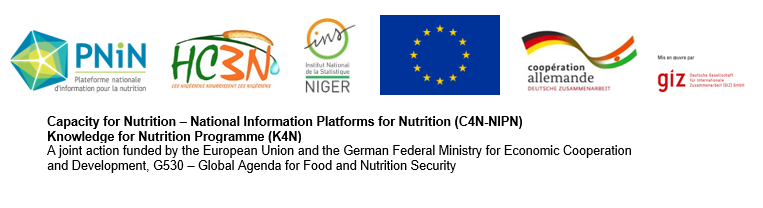 PNiN
Plateforme nationale
d'information pour la nutrition
HC3N
LES NIGÉRIENS NOURRISSENT LES NIGÉRIENS
ins
Institut National
de la Statistique
NIGER
coopération
allemande
DEUTSCHE ZUSAMMENARBEIT
Mis en œuvre par
giz Deutsche Gesellschaft
für Internationale
Zusammenarbeit (GIZ) GmbH
Capacity for Nutrition – National Information Platforms for Nutrition (C4N-NIPN)
Knowledge for Nutrition Programme (K4N)
A joint action funded by the European Union and the German Federal Ministry for Economic Cooperation
and Development, G530 – Global Agenda for Food and Nutrition Security